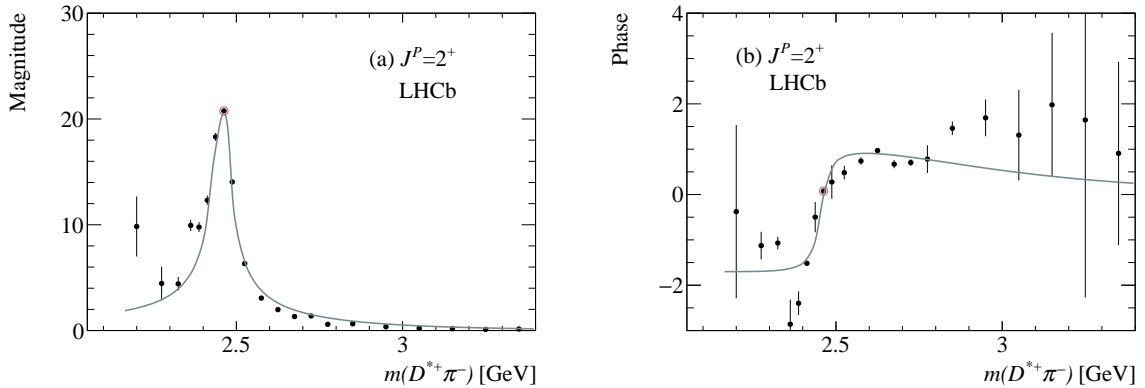 30
20
10
0
Magnitude
(a) J^P=2^+
LHCb
2.5
3
m(D^{*+}π^−) [GeV]
4
2
0
−2
Phase
(b) J^P=2^+
LHCb
2.5
3
m(D^{*+}π^−) [GeV]